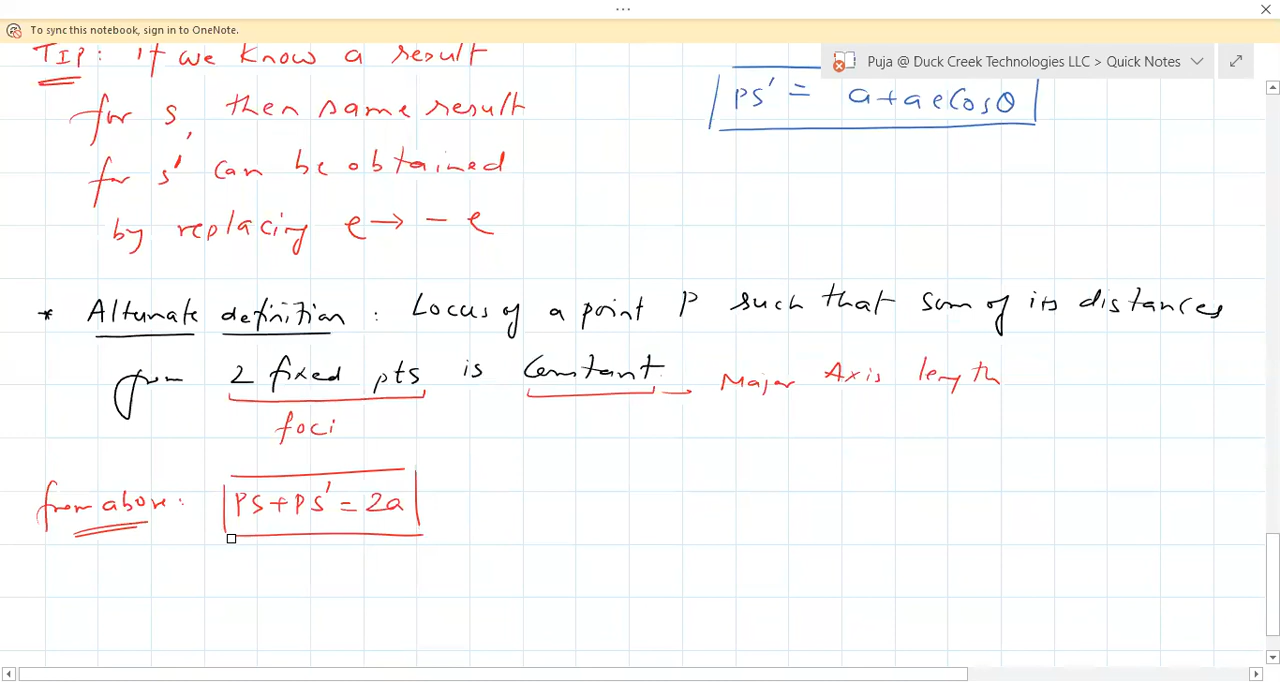 ...
To sync this notebook, sign in to OneNote.
Puja @ Duck Creek Technologies LLC > Quick Notes
TIP : If we know a result
for s, then same result
for s' can be obtained
by replacing e → - e
PS' = a + a e Cos θ
* Alternate definition : Locus of a point P such that sum of its distances
from 2 fixed pts is Constant → Major Axis length
foci
from above : PS + PS' = 2a